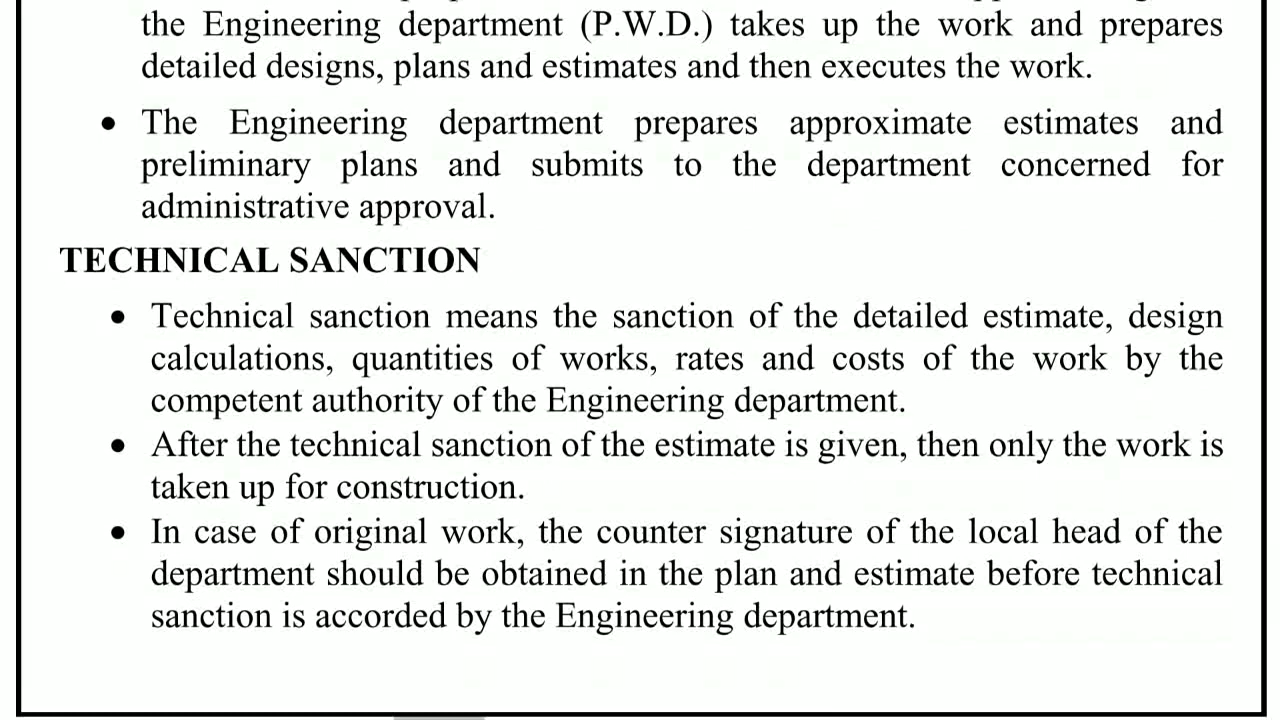 the Engineering department (P.W.D.) takes up the work and prepares
detailed designs, plans and estimates and then executes the work.
• The Engineering department prepares approximate estimates and
preliminary plans and submits to the department concerned for
administrative approval.
TECHNICAL SANCTION
• Technical sanction means the sanction of the detailed estimate, design
calculations, quantities of works, rates and costs of the work by the
competent authority of the Engineering department.
• After the technical sanction of the estimate is given, then only the work is
taken up for construction.
• In case of original work, the counter signature of the local head of the
department should be obtained in the plan and estimate before technical
sanction is accorded by the Engineering department.